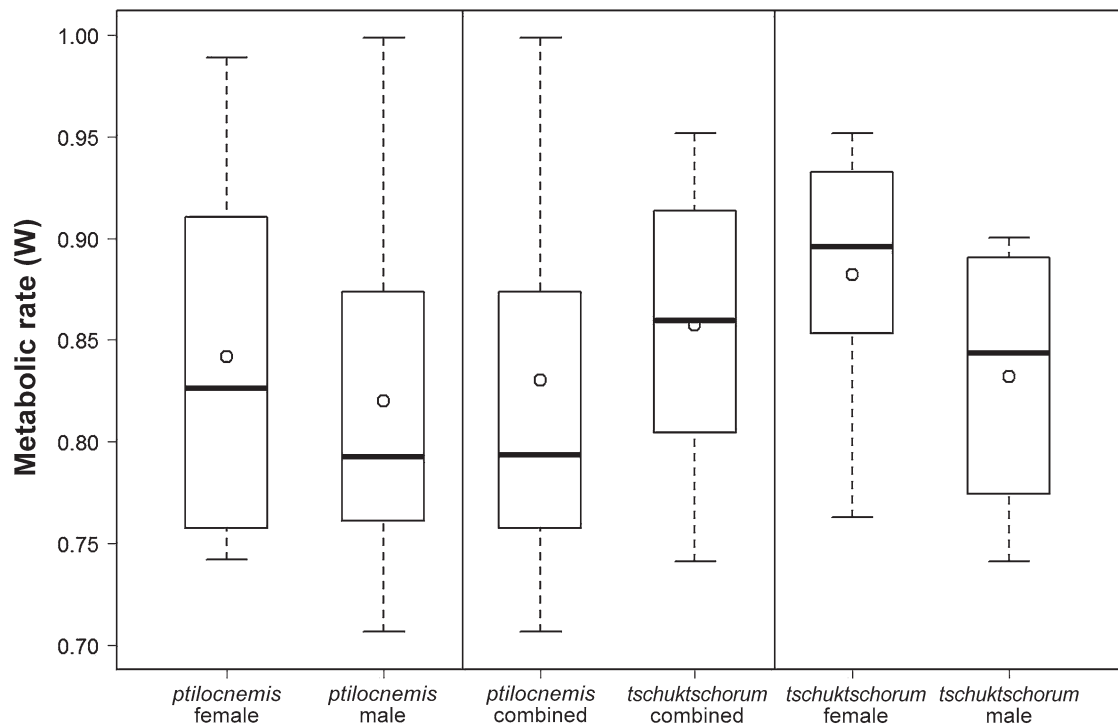 Metabolic rate (W)
1.00
0.95
0.90
0.85
0.80
0.75
0.70
ptilocnemis female
ptilocnemis male
ptilocnemis combined
tschuktschorum combined
tschuktschorum female
tschuktschorum male